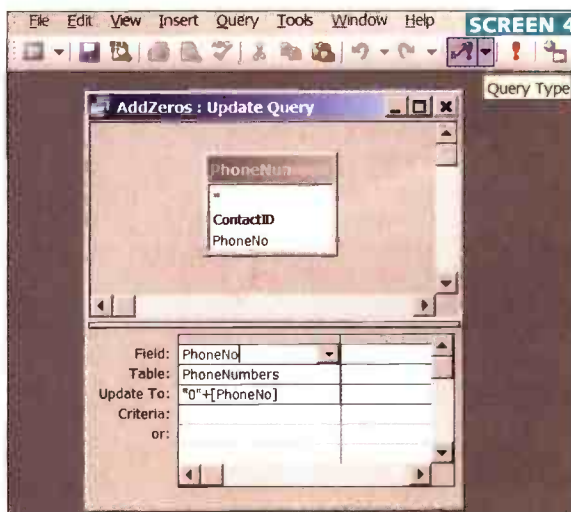 File Edit View Insert Query Tools Window Help
SCREEN 4
Query Type
AddZeros : Update Query
PhoneNun
*
ContactID
PhoneNo
Field: PhoneNo
Table: PhoneNumbers
Update To: "0"+[PhoneNo]
Criteria:
or: